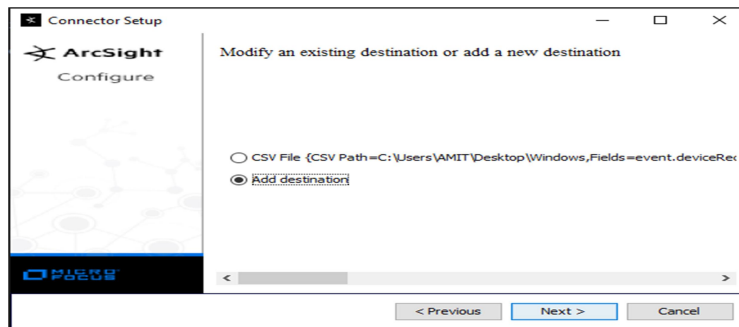 Connector Setup
ArcSight
Configure
Modify an existing destination or add a new destination
CSV File {CSV Path=C:\Users\AMIT\Desktop\Windows,Fields=event.deviceRec
Add destination
MICRO
FOCUS
< Previous
Next >
Cancel